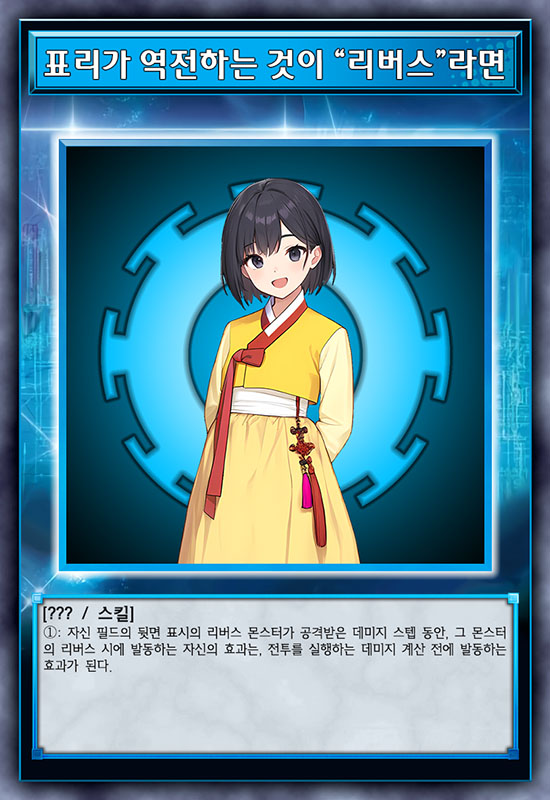 표리가 역전하는 것이 “리버스”라면
[??? / 스킬]
①: 자신 필드의 뒷면 표시의 리버스 몬스터가 공격받은 데미지 스텝 동안, 그 몬스터
의 리버스 시에 발동하는 자신의 효과는, 전투를 실행하는 데미지 계산 전에 발동하는
효과가 된다.